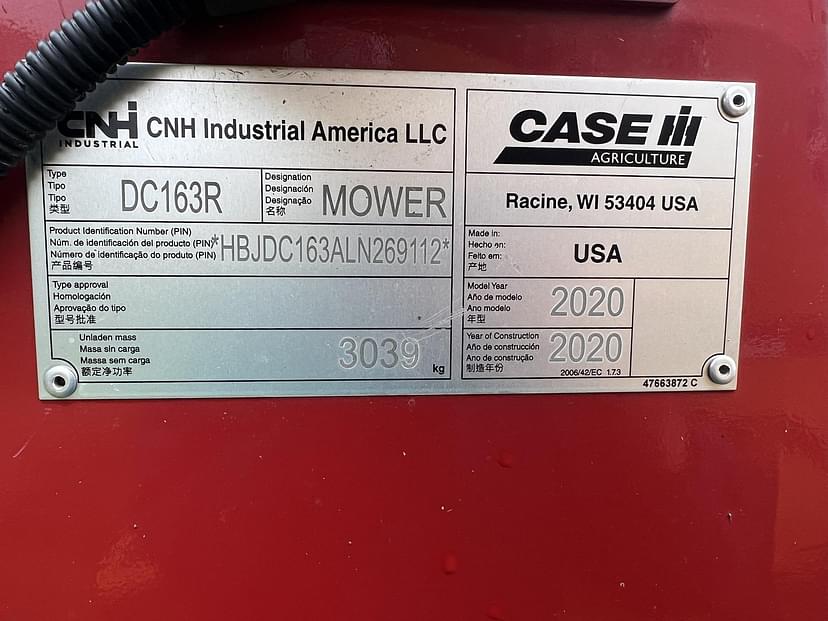 CNH INDUSTRIAL CNH Industrial America LLC
CASE IH
AGRICULTURE
Type
Tipo
Tipo
类型
DC163R
Designation
Designación
Designação
名称
MOWER
Racine, WI 53404 USA
Product Identification Number (PIN)
Núm. de identificación del producto (PIN)
Número de identificação do produto (PIN)
产品编号
*HBJDC163ALN269112*
Made in:
Hecho en:
Feito em:
产地
USA
Type approval
Homologación
Aprovação do tipo
型号批准
Model Year
Año de modelo
Ano modelo
年型
2020
Unladen mass
Masa sin carga
Massa sem carga
额定净功率
3039 kg
Year of Construction
Año de construcción
Ano de construção
制造年份
2020
2006/42/EC 1.7.3
47663872 C